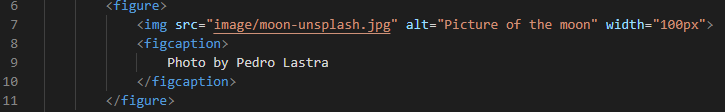 6 <figure>
7 <img src="image/moon-unsplash.jpg" alt="Picture of the moon" width="100px">
8 <figcaption>
9 Photo by Pedro Lastra
10 </figcaption>
11 </figure>